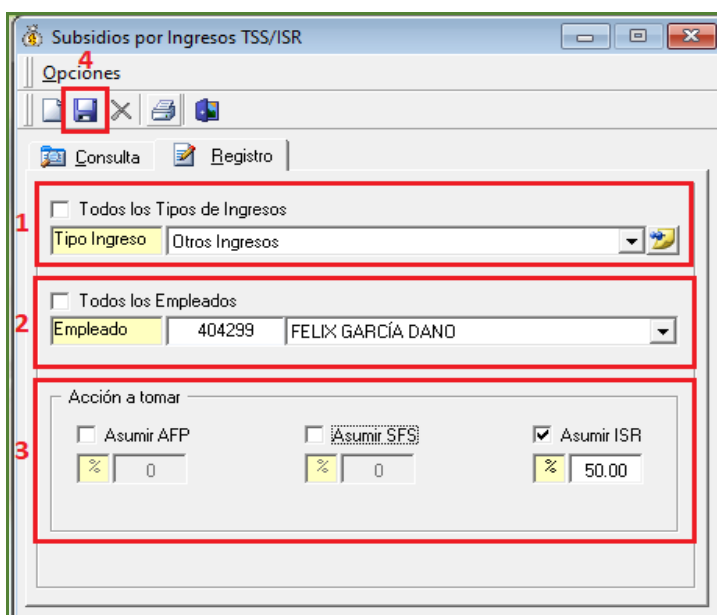 Subsidios por Ingresos TSS/ISR
4
Opciones
Consulta Registro
1
Todos los Tipos de Ingresos
Tipo Ingreso Otros Ingresos
2
Todos los Empleados
Empleado 404299 FELIX GARCÍA DANO
3
Acción a tomar
Asumir AFP Asumir SFS Asumir ISR
% 0 % 0 % 50.00